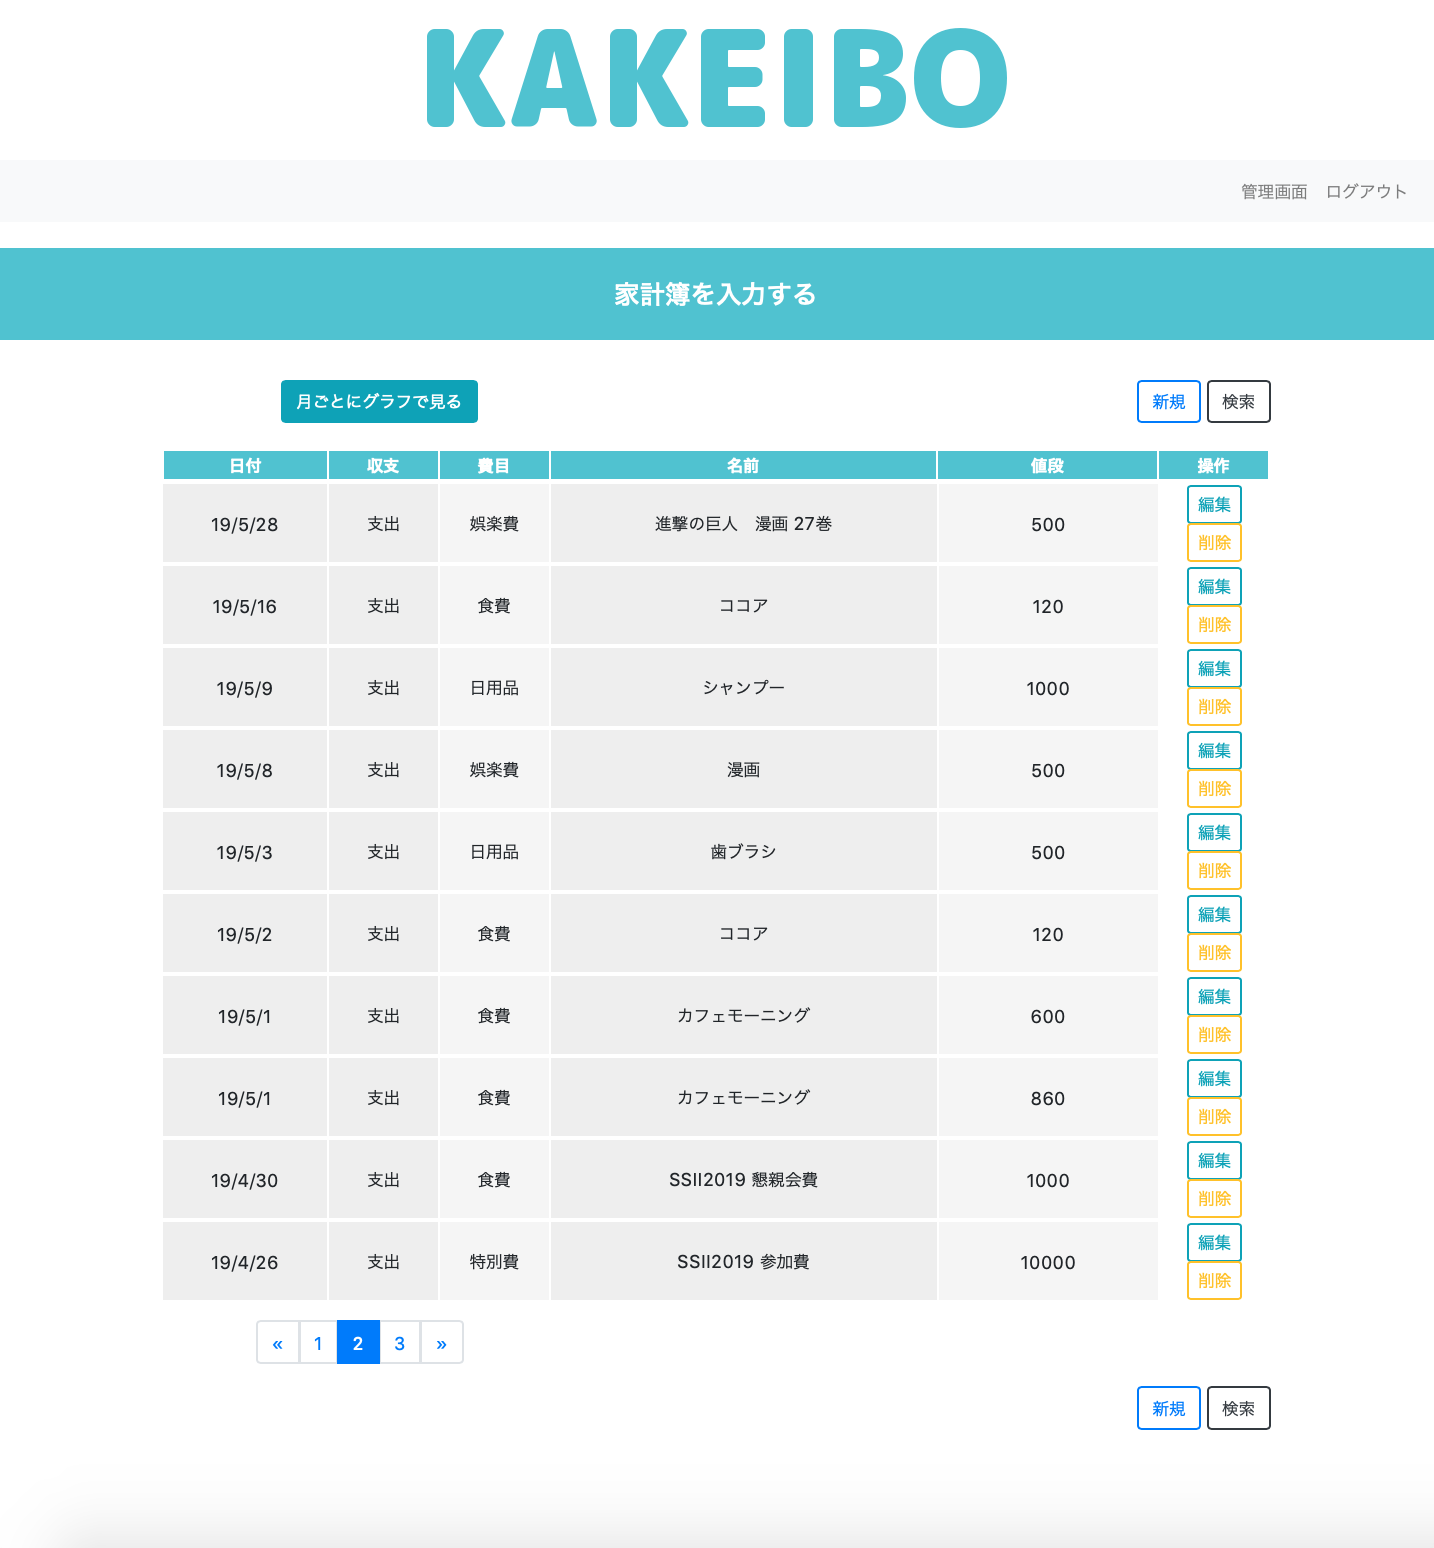 KAKEIBO
管理画面 ログアウト
家計簿を入力する
月ごとにグラフで見る 新規 検索
日付 収支 費目 名前 値段 操作
19/5/28 支出 娯楽費 進撃の巨人　漫画 27巻 500 編集 削除
19/5/16 支出 食費 ココア 120 編集 削除
19/5/9 支出 日用品 シャンプー 1000 編集 削除
19/5/8 支出 娯楽費 漫画 500 編集 削除
19/5/3 支出 日用品 歯ブラシ 500 編集 削除
19/5/2 支出 食費 ココア 120 編集 削除
19/5/1 支出 食費 カフェモーニング 600 編集 削除
19/5/1 支出 食費 カフェモーニング 860 編集 削除
19/4/30 支出 食費 SSII2019 懇親会費 1000 編集 削除
19/4/26 支出 特別費 SSII2019 参加費 10000 編集 削除
« 1 2 3 »
新規 検索